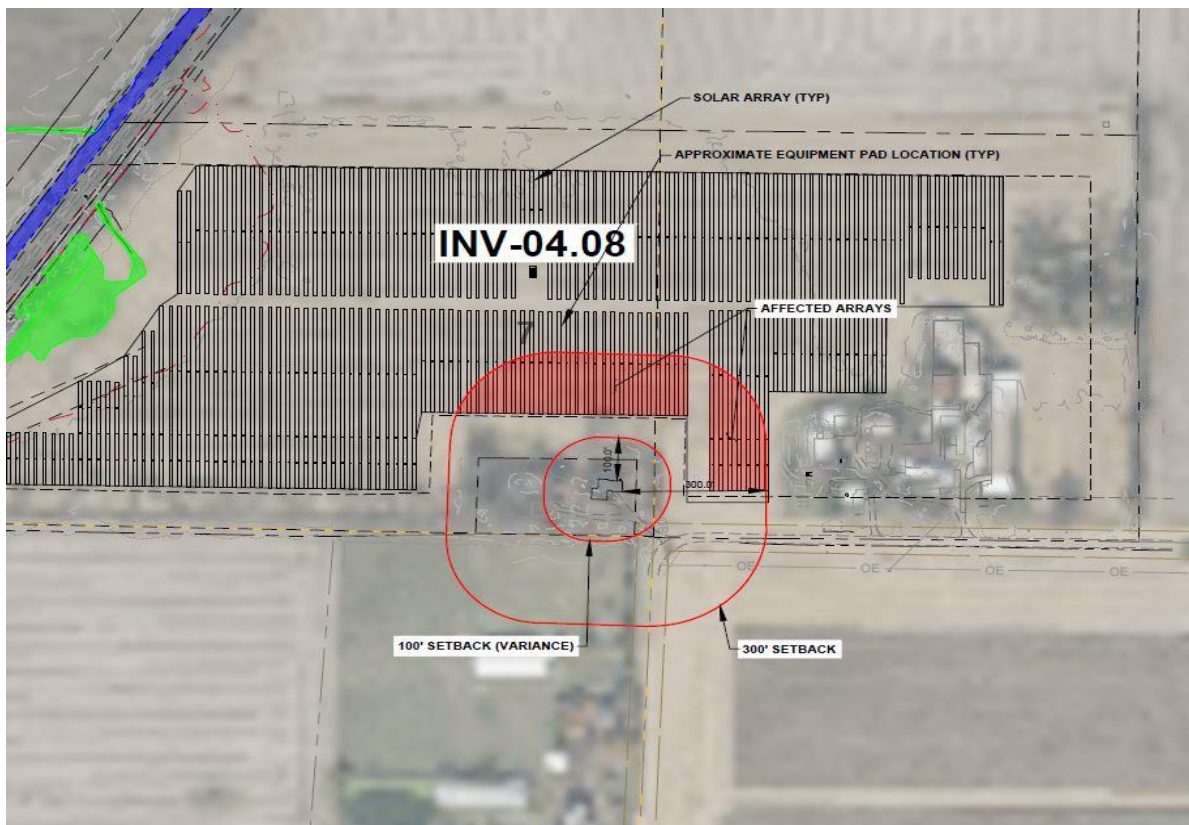 SOLAR ARRAY (TYP)
APPROXIMATE EQUIPMENT PAD LOCATION (TYP)
INV-04.08
AFFECTED ARRAYS
7
100.0'
300.0'
OE
OE
OE
OE
100' SETBACK (VARIANCE)
300' SETBACK